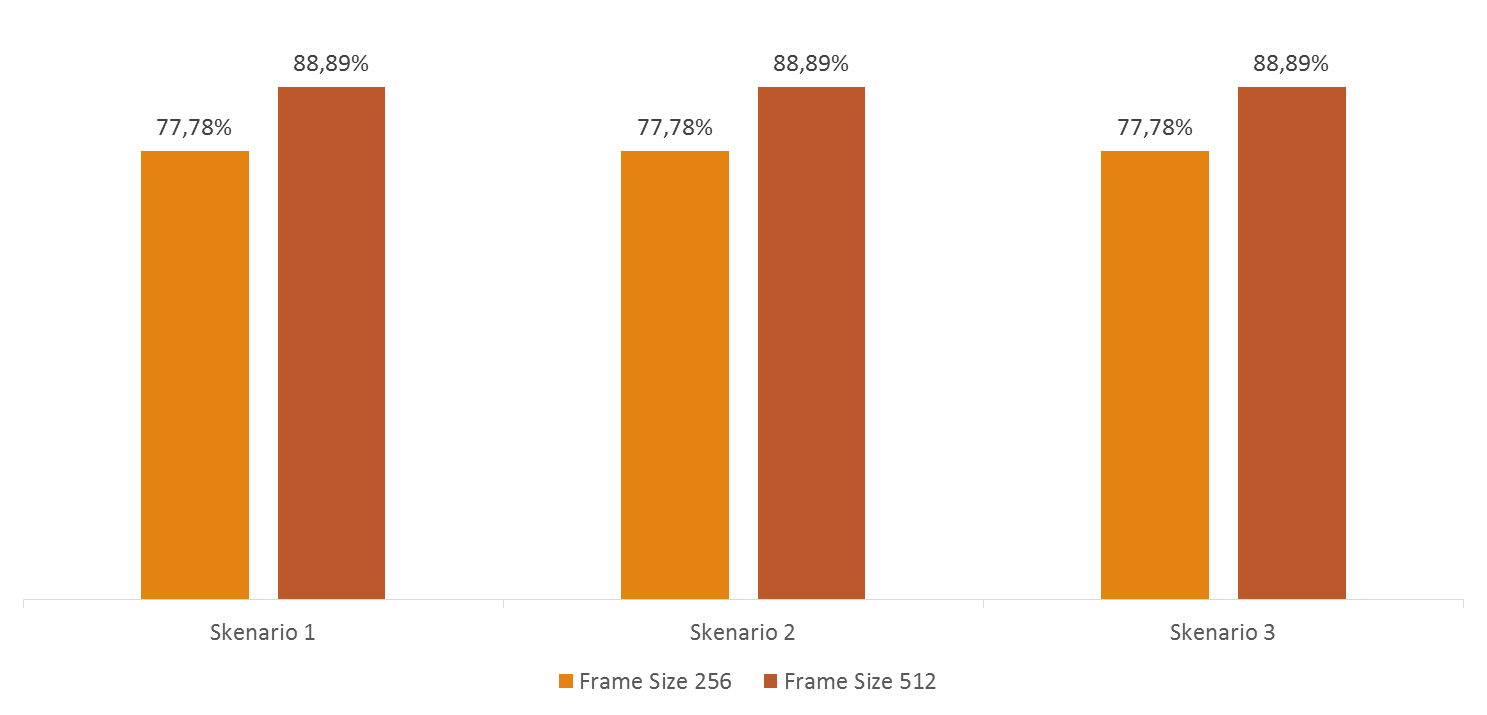 88,89% 88,89% 88,89%
77,78% 77,78% 77,78%
Skenario 1 Skenario 2 Skenario 3
Frame Size 256 Frame Size 512